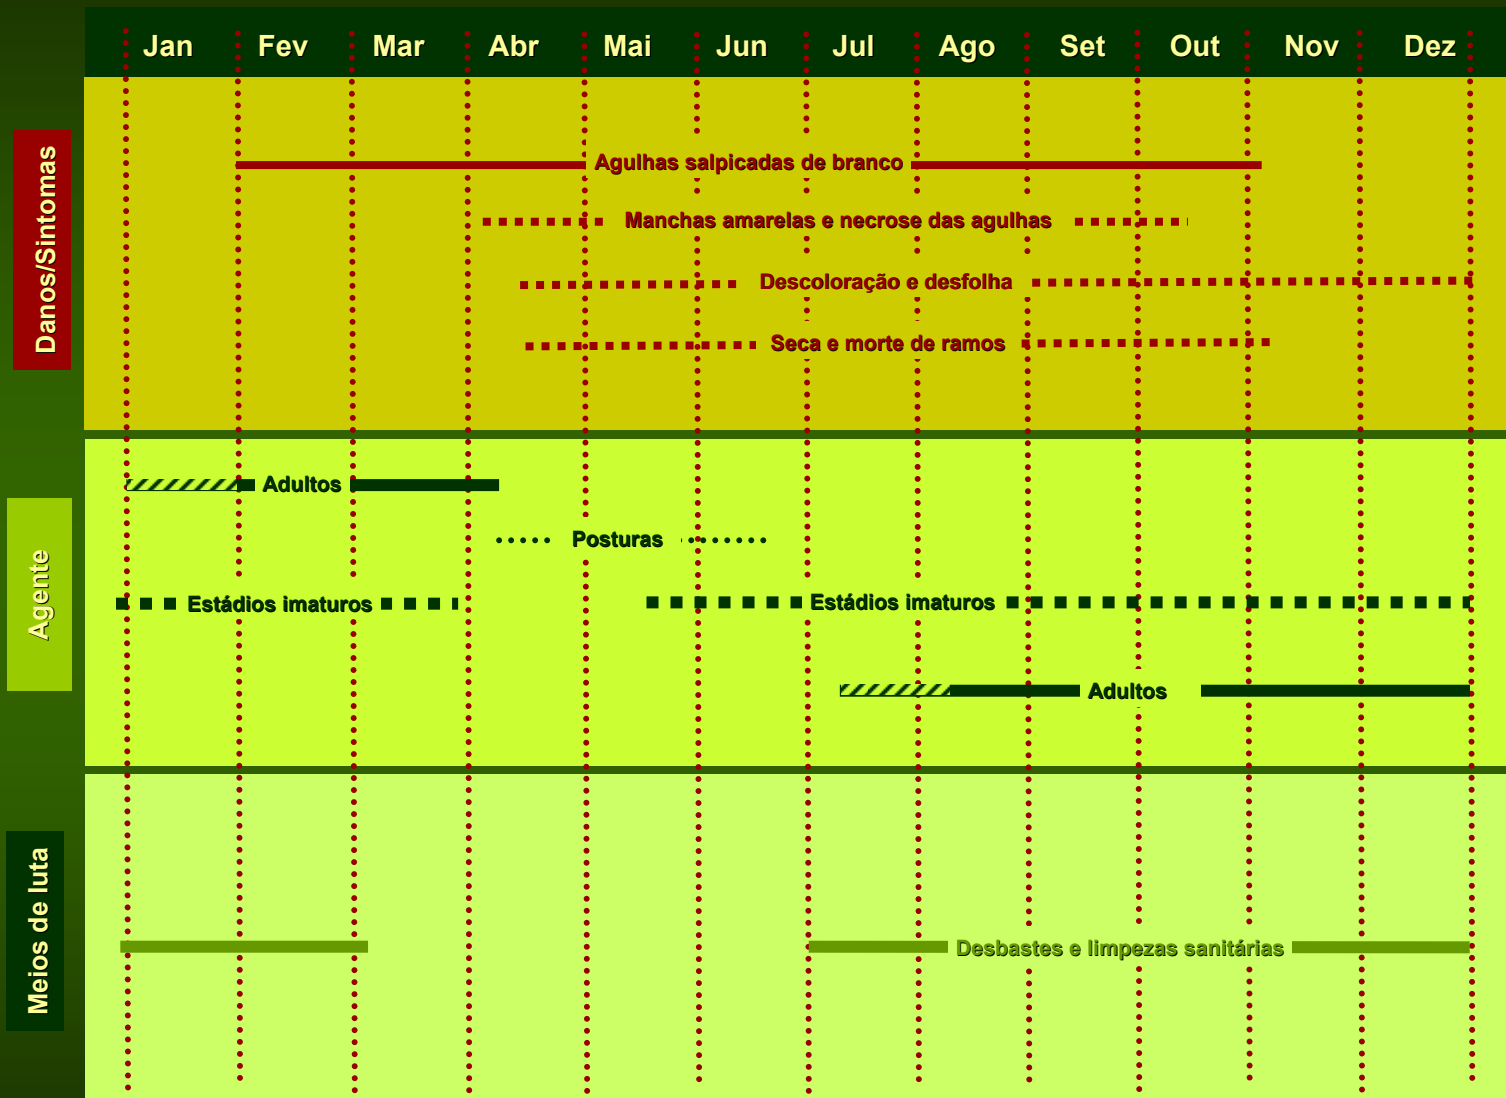 Jan Fev Mar Abr Mai Jun Jul Ago Set Out Nov Dez
Danos/Sintomas
Agulhas salpicadas de branco
Manchas amarelas e necrose das agulhas
Descoloração e desfolha
Seca e morte de ramos
Agente
Adultos
Posturas
Estádios imaturos Estádios imaturos
Adultos
Meios de luta
Desbastes e limpezas sanitárias